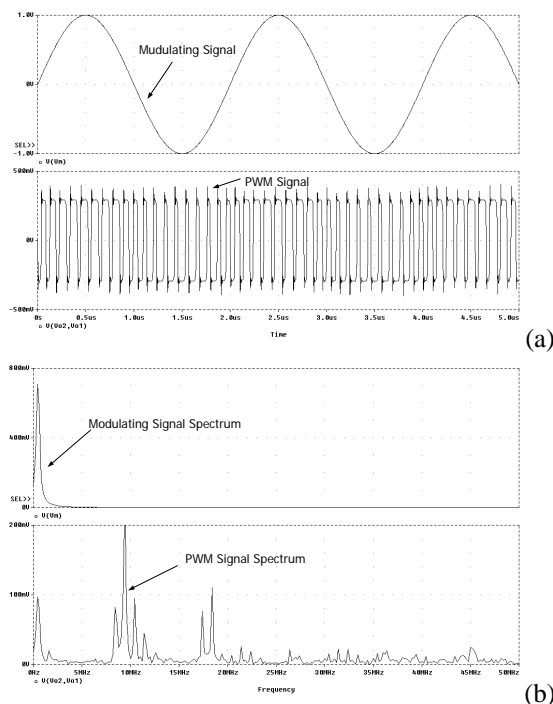 1.0V
Mudulating Signal
0V
SEL>>
-1.0V
V(Vm)
500mV
PWM Signal
0V
-500mV
0s 0.5us 1.0us 1.5us 2.0us 2.5us 3.0us 3.5us 4.0us 4.5us 5.0us
V(Vo2,Vo1)
Time
(a)
800mV
Modulating Signal Spectrum
400mV
SEL>>
0V
V(Vm)
200mV
PWM Signal Spectrum
100mV
0V
0Hz 5MHz 10MHz 15MHz 20MHz 25MHz 30MHz 35MHz 40MHz 45MHz 50MHz
V(Vo2,Vo1)
Frequency
(b)